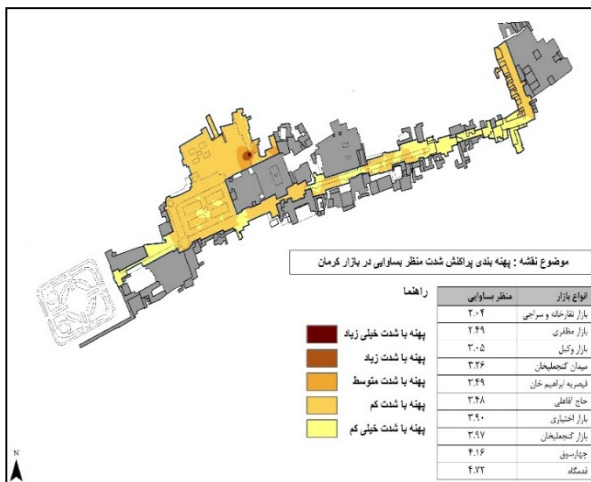 موضوع نقشه : پهنه بندی پراکنش شدت منظر بساوایی در بازار کرمان
راهنما
پهنه با شدت خیلی زیاد
پهنه با شدت زیاد
پهنه با شدت متوسط
پهنه با شدت کم
پهنه با شدت خیلی کم
انواع بازار منظر بساوایی
بازار نقارخانه و سراجی ۳.۰۴
بازار مظفری ۲.۴۹
بازار وکیل ۳.۰۵
میدان گنجعلیخان ۳.۲۶
قیصریه ابراهیم خان ۳.۴۹
حاج اقاعلی ۳.۴۸
بازار اختیاری ۳.۹۰
بازار گنجعلیخان ۳.۹۷
چهارسوق ۴.۱۶
قدمگاه ۴.۷۲
N